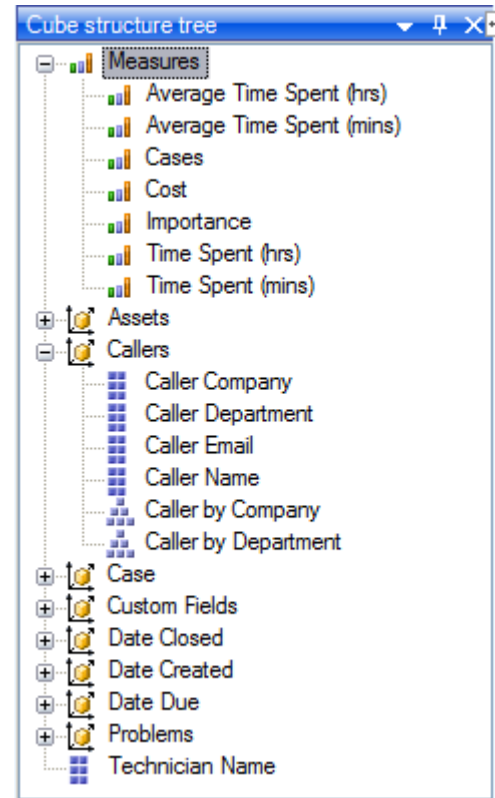 Cube structure tree
Measures
Average Time Spent (hrs)
Average Time Spent (mins)
Cases
Cost
Importance
Time Spent (hrs)
Time Spent (mins)
Assets
Callers
Caller Company
Caller Department
Caller Email
Caller Name
Caller by Company
Caller by Department
Case
Custom Fields
Date Closed
Date Created
Date Due
Problems
Technician Name